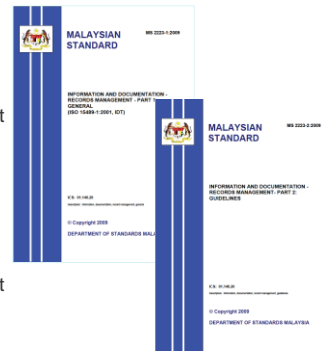 MALAYSIAN
STANDARD
MS 2223-1:2009
INFORMATION AND DOCUMENTATION -
RECORDS MANAGEMENT - PART 1:
GENERAL
(ISO 15489-1:2001, IDT)
ICS: 01.140.20
© Copyright 2009
DEPARTMENT OF STANDARDS MALA
MALAYSIAN
STANDARD
MS 2223-2:2009
INFORMATION AND DOCUMENTATION -
RECORDS MANAGEMENT- PART 2:
GUIDELINES
ICS: 01.140.20
© Copyright 2009
DEPARTMENT OF STANDARDS MALAYSIA
t
t